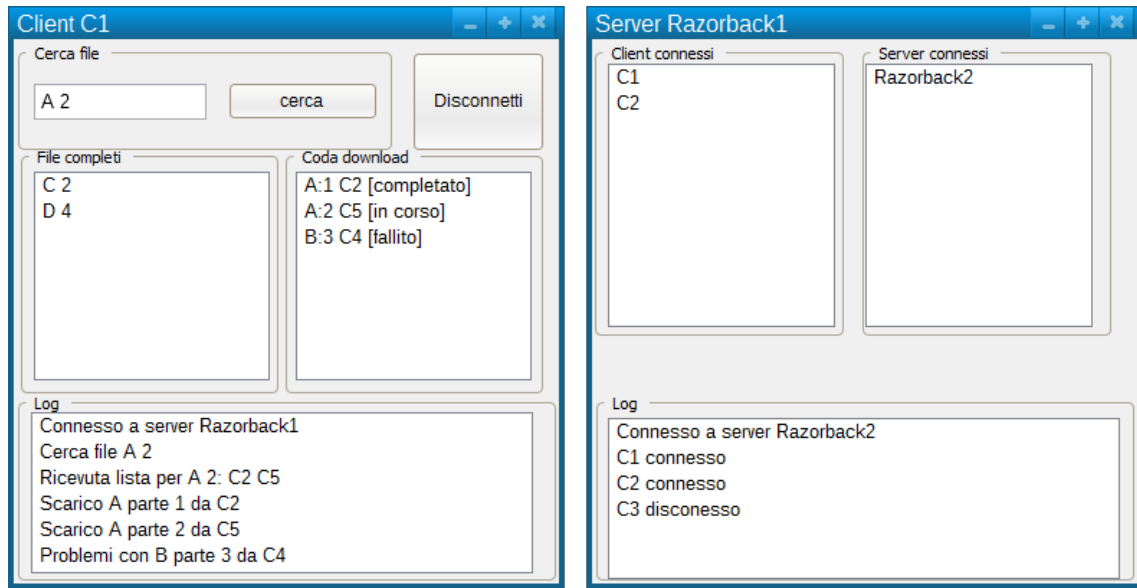 Client C1
Cerca file
A 2
cerca
Disconnetti
File completi
C 2
D 4
Coda download
A:1 C2 [completato]
A:2 C5 [in corso]
B:3 C4 [fallito]
Log
Connesso a server Razorback1
Cerca file A 2
Ricevuta lista per A 2: C2 C5
Scarico A parte 1 da C2
Scarico A parte 2 da C5
Problemi con B parte 3 da C4
Server Razorback1
Client connessi
C1
C2
Server connessi
Razorback2
Log
Connesso a server Razorback2
C1 connesso
C2 connesso
C3 disconesso